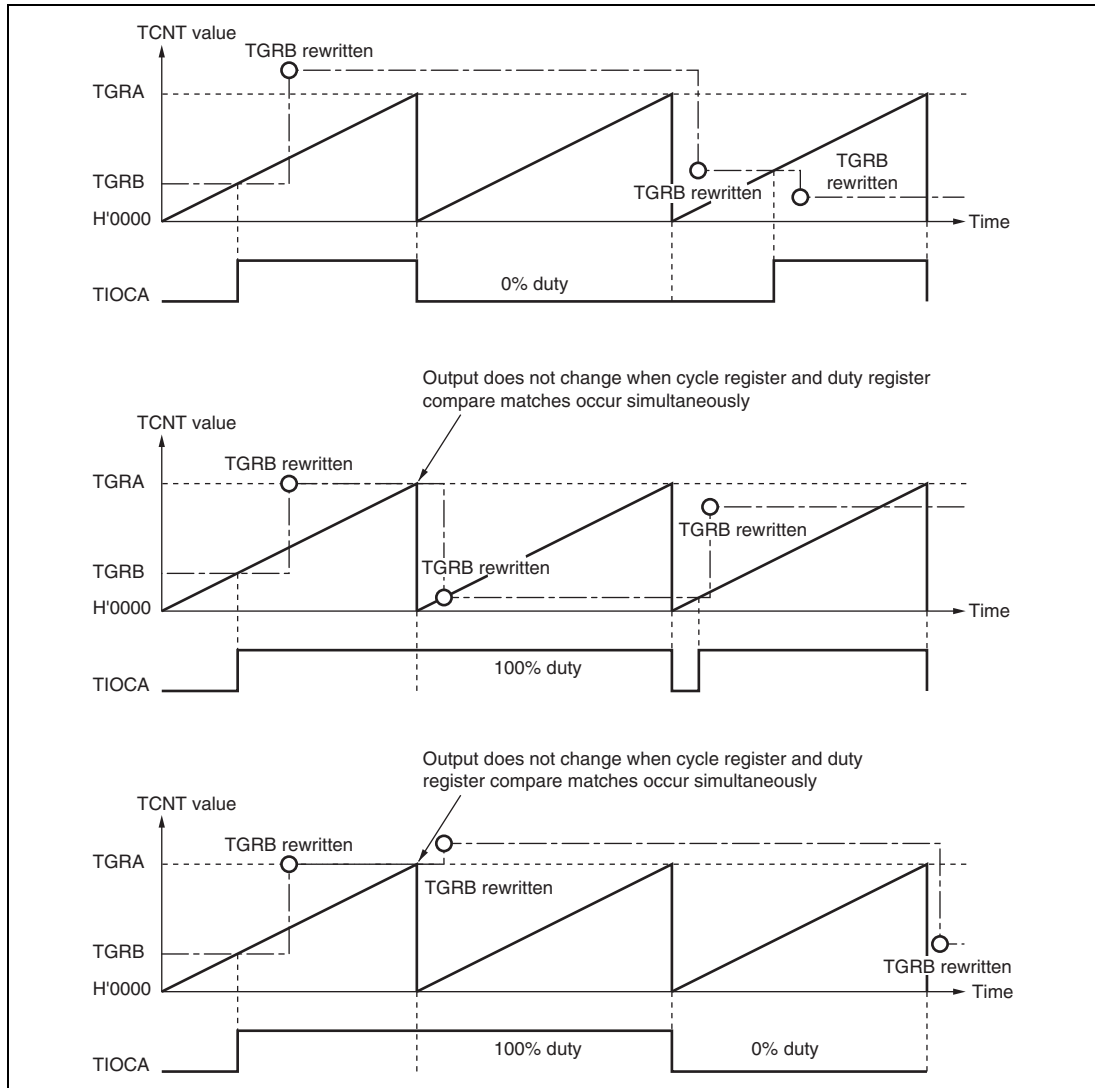 TCNT value
TGRB rewritten
TGRA
TGRB
rewritten
TGRB
TGRB rewritten
H'0000
Time
0% duty
TIOCA
Output does not change when cycle register and duty register
compare matches occur simultaneously
TCNT value
TGRB rewritten
TGRA
TGRB rewritten
TGRB
TGRB rewritten
H'0000
Time
100% duty
TIOCA
Output does not change when cycle register and duty
register compare matches occur simultaneously
TCNT value
TGRB rewritten
TGRA
TGRB rewritten
TGRB
TGRB rewritten
H'0000
Time
100% duty
0% duty
TIOCA